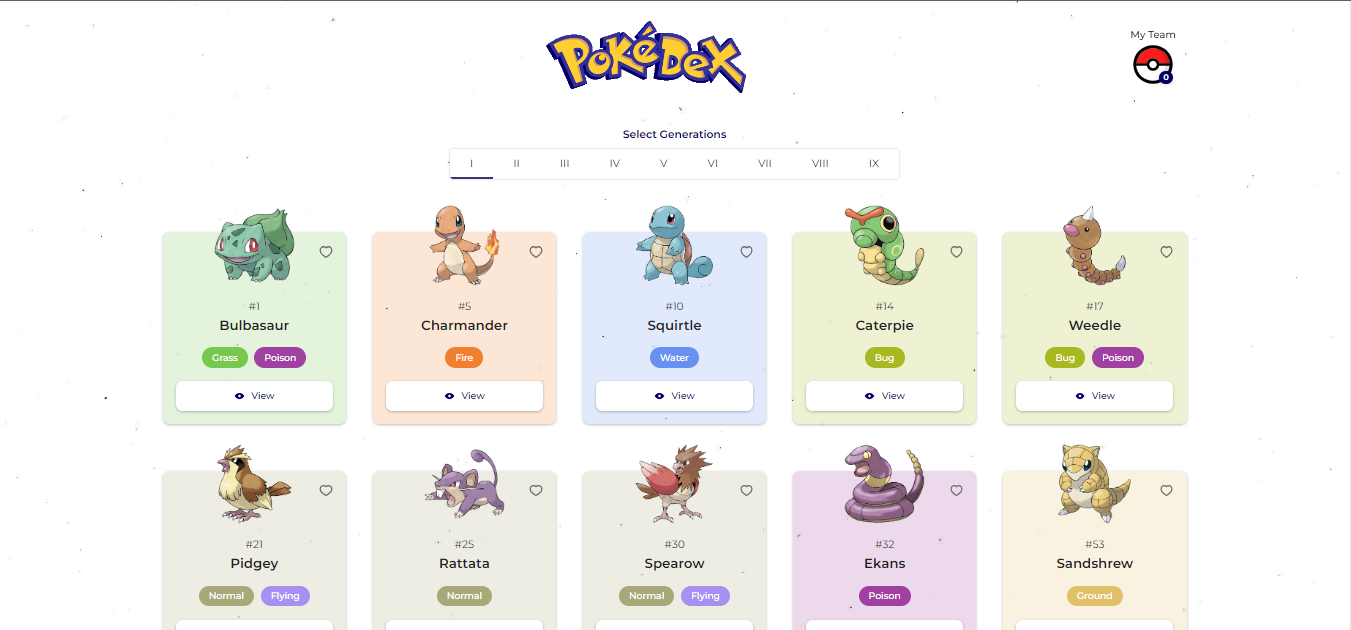 POKéDEX
My Team
0
Select Generations
I II III IV V VI VII VIII IX
#1 #5 #10 #14 #17
Bulbasaur Charmander Squirtle Caterpie Weedle
Grass Poison Fire Water Bug Bug Poison
View View View View View
#21 #25 #30 #32 #53
Pidgey Rattata Spearow Ekans Sandshrew
Normal Flying Normal Normal Flying Poison Ground